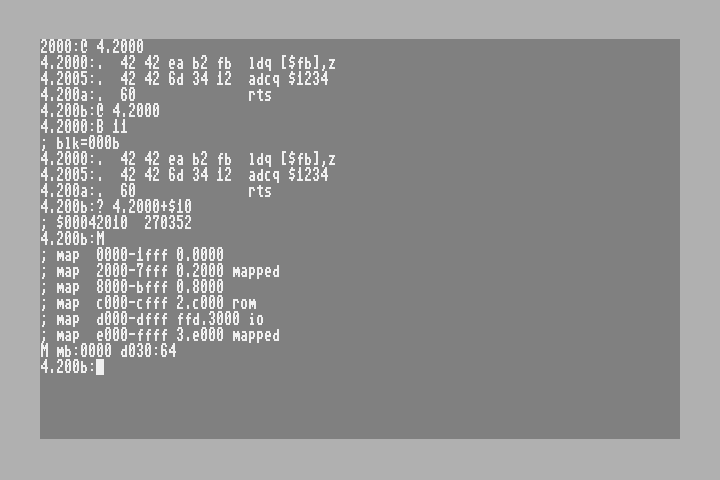 2000:@ 4.2000
4.2000:.  42 42 ea b2 fb  ldq [$fb],z
4.2005:.  42 42 6d 34 12  adcq $1234
4.200a:.  60              rts
4.200b:@ 4.2000
4.2000:B 11
; blk=000b
4.2000:.  42 42 ea b2 fb  ldq [$fb],z
4.2005:.  42 42 6d 34 12  adcq $1234
4.200a:.  60              rts
4.200b:? 4.2000+$10
; $00042010  270352
4.200b:M
; map  0000-1fff 0.0000
; map  2000-7fff 0.2000 mapped
; map  8000-bfff 0.8000
; map  c000-cfff 2.c000 rom
; map  d000-dfff ffd.3000 io
; map  e000-ffff 3.e000 mapped
M mb:0000 d030:64
4.200b: